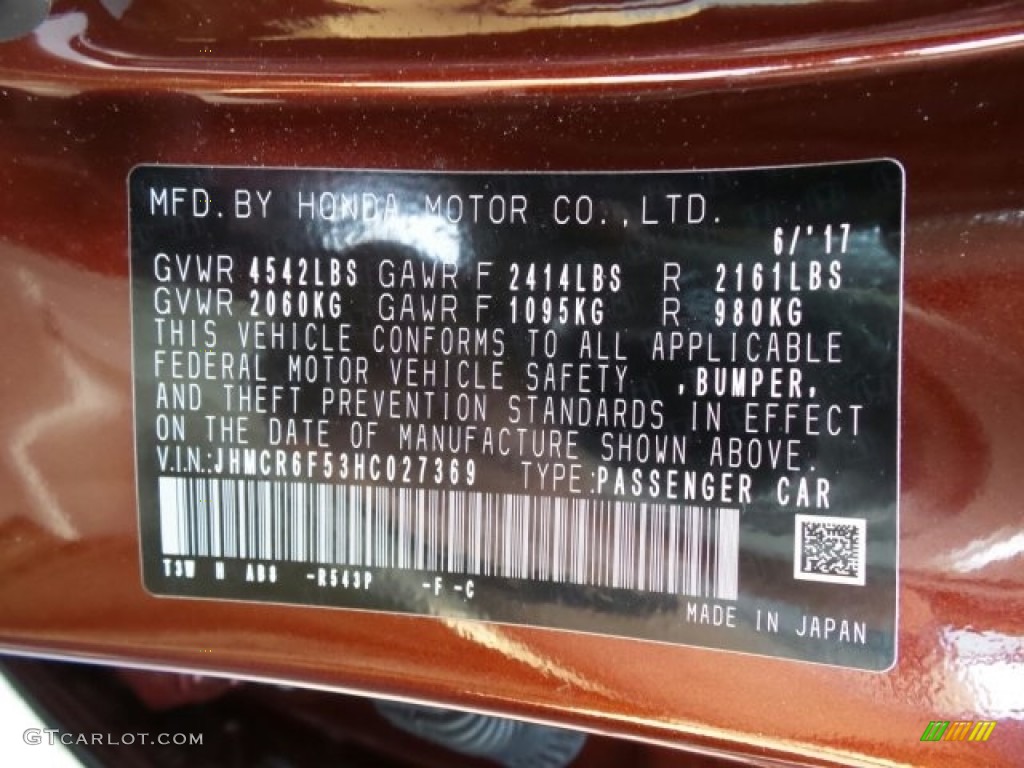 MFD. BY HONDA MOTOR CO.,LTD.
6/'17
GVWR 4542LBS GAWR F 2414LBS R 2161LBS
GVWR 2060KG GAWR F 1095KG R 980KG
THIS VEHICLE CONFORMS TO ALL APPLICABLE
FEDERAL MOTOR VEHICLE SAFETY ,BUMPER,
AND THEFT PREVENTION STANDARDS IN EFFECT
ON THE DATE OF MANUFACTURE SHOWN ABOVE.
V.I.N.:JHMCR6F53HC027369 TYPE:PASSENGER CAR
T3W N AB8 -R543P -F -C
MADE IN JAPAN
GTCARLOT.COM